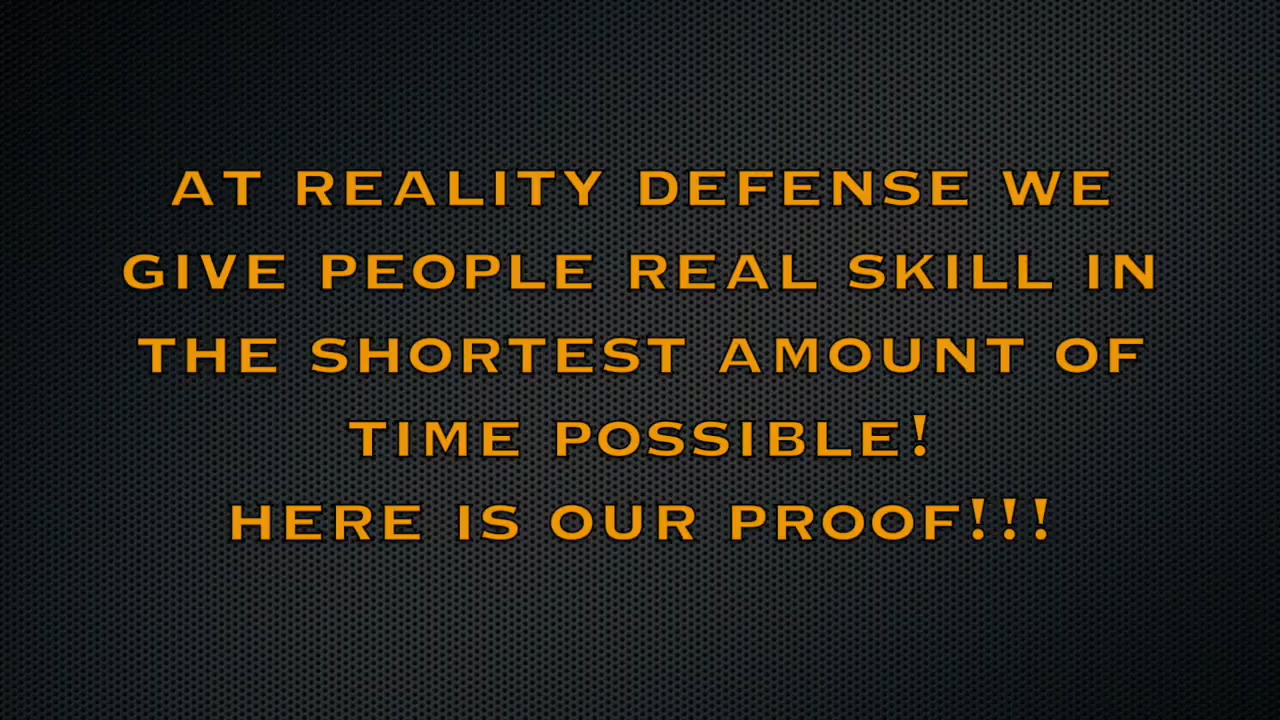 AT REALITY DEFENSE WE
GIVE PEOPLE REAL SKILL IN
THE SHORTEST AMOUNT OF
TIME POSSIBLE!
HERE IS OUR PROOF!!!